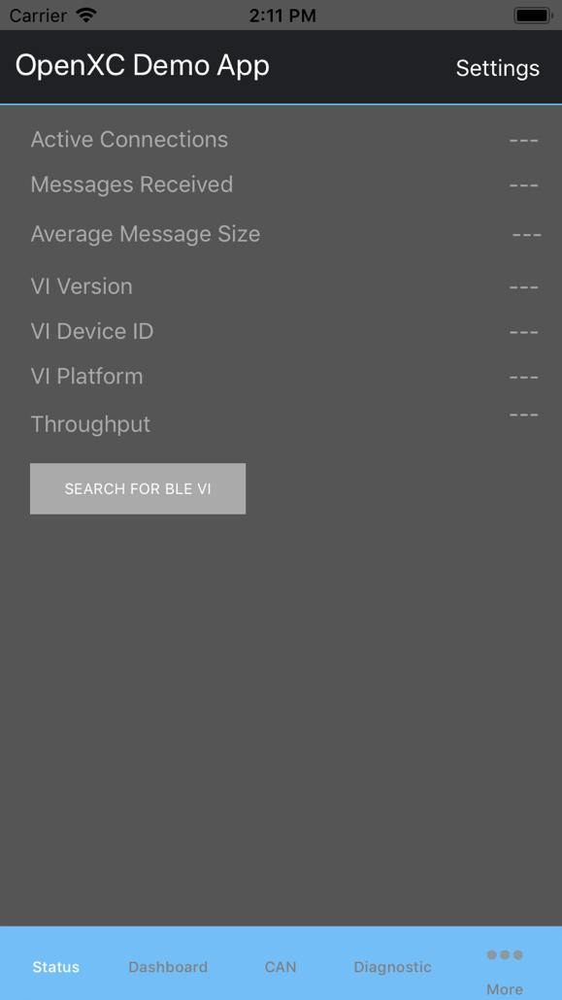 Carrier 2:11 PM
OpenXC Demo App Settings
Active Connections ---
Messages Received ---
Average Message Size ---
VI Version ---
VI Device ID ---
VI Platform ---
Throughput ---
SEARCH FOR BLE VI
Status Dashboard CAN Diagnostic More